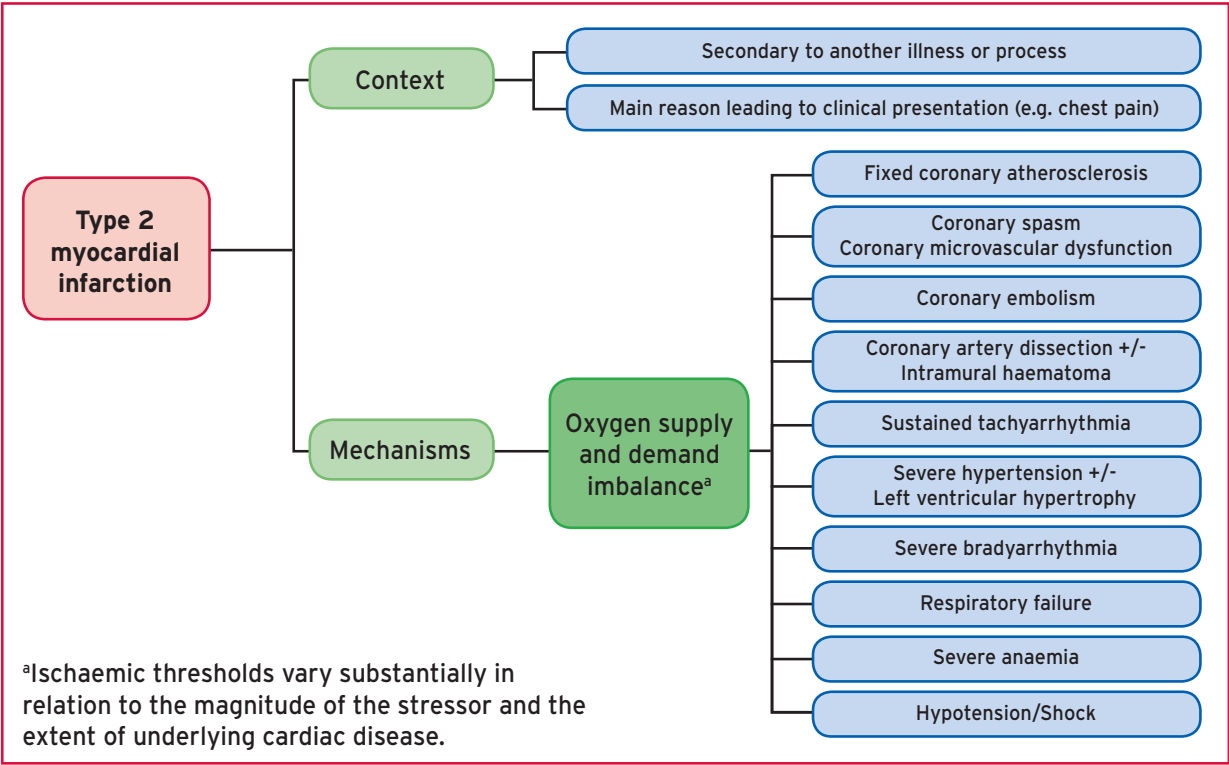 Type 2
myocardial
infarction
Context
Secondary to another illness or process
Main reason leading to clinical presentation (e.g. chest pain)
Mechanisms
Oxygen supply
and demand
imbalanceᵃ
Fixed coronary atherosclerosis
Coronary spasm
Coronary microvascular dysfunction
Coronary embolism
Coronary artery dissection +/-
Intramural haematoma
Sustained tachyarrhythmia
Severe hypertension +/-
Left ventricular hypertrophy
Severe bradyarrhythmia
Respiratory failure
Severe anaemia
Hypotension/Shock
ᵃIschaemic thresholds vary substantially in
relation to the magnitude of the stressor and the
extent of underlying cardiac disease.